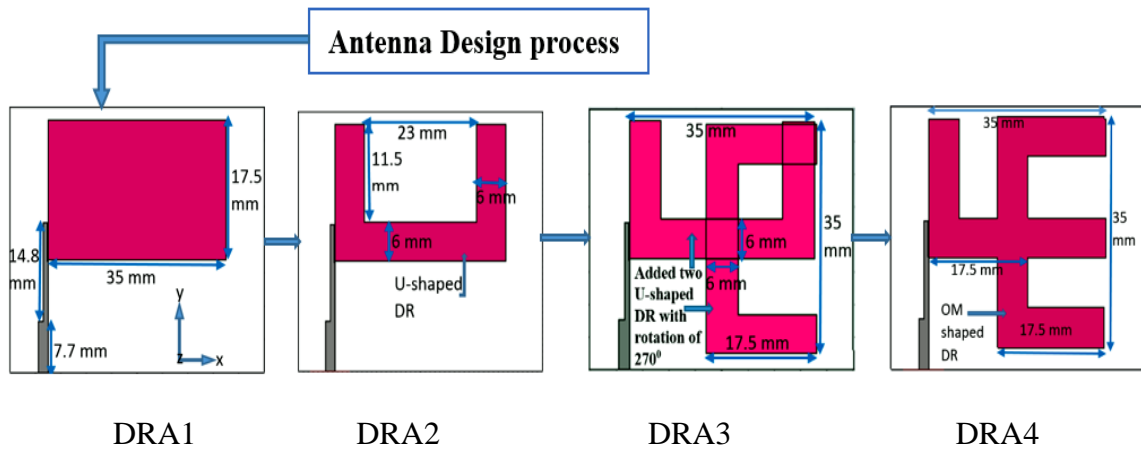 Antenna Design process
17.5
mm
14.8
mm
35 mm
7.7 mm
y
z
x
23 mm
11.5
mm
6 mm
6 mm
U-shaped
DR
35 mm
6 mm
35
mm
Added two
U-shaped
DR with
rotation of
270⁰
6 mm
17.5 mm
35 mm
35
mm
17.5 mm
OM
shaped
DR
17.5 mm
DRA1
DRA2
DRA3
DRA4